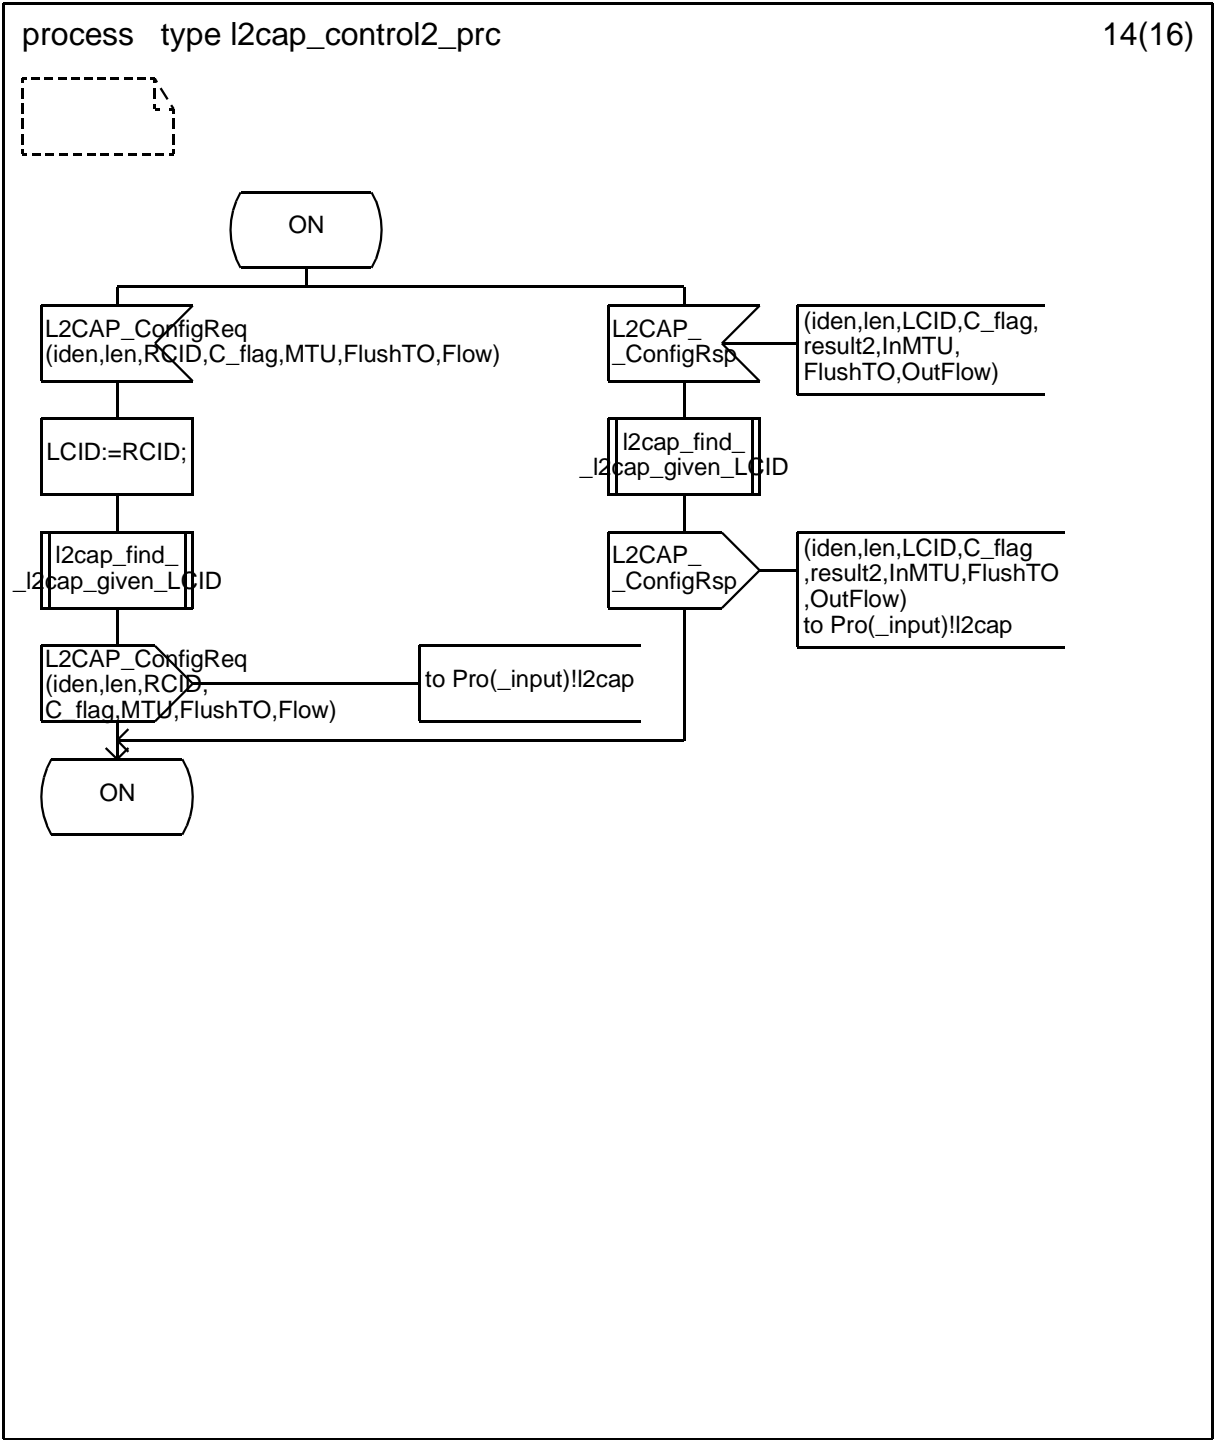 process type l2cap_control2_prc
14(16)
ON
L2CAP_ConfigReq
(iden,len,RCID,C_flag,MTU,FlushTO,Flow)
L2CAP_
_ConfigRsp
(iden,len,LCID,C_flag,
result2,InMTU,
FlushTO,OutFlow)
LCID:=RCID;
l2cap_find_
_l2cap_given_LCID
l2cap_find_
_l2cap_given_LCID
L2CAP_
_ConfigRsp
(iden,len,LCID,C_flag
,result2,InMTU,FlushTO
,OutFlow)
to Pro(_input)!l2cap
L2CAP_ConfigReq
(iden,len,RCID,
C_flag,MTU,FlushTO,Flow)
to Pro(_input)!l2cap
ON